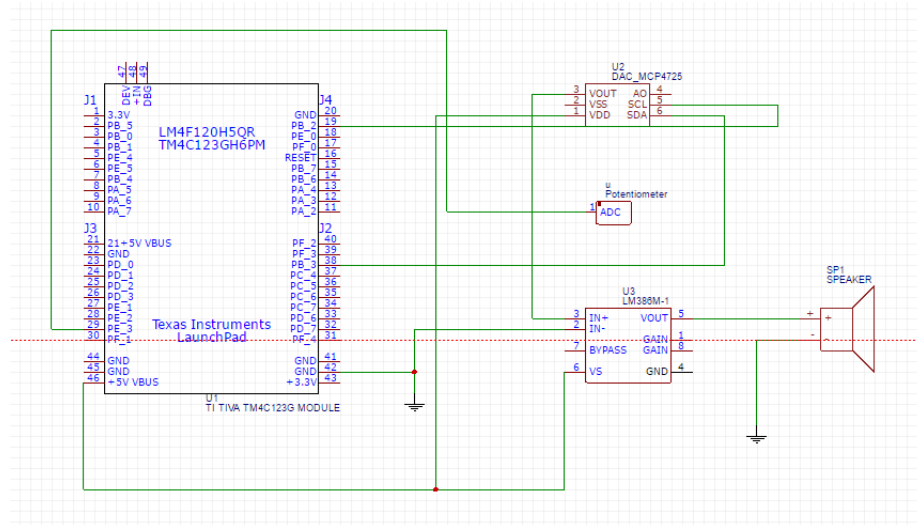 47 48 49
DEV +IN DBG
J1 J4
LM4F120H5QR
TM4C123GH6PM
1 3.3V
2 PB_5
3 PB_0
4 PB_1
5 PE_4
6 PE_5
7 PB_4
8 PA_5
9 PA_6
10 PA_7
GND 20
PB_2 19
PE_0 18
PF_0 17
RESET 16
PB_7 15
PB_6 14
PA_4 13
PA_3 12
PA_2 11
J3 J2
21 21+5V VBUS
22 GND
23 PD_0
24 PD_1
25 PD_2
26 PD_3
27 PE_1
28 PE_2
29 PE_3
30 PF_1
PF_2 40
PF_3 39
PB_3 38
PC_4 37
PC_5 36
PC_6 35
PC_7 34
PD_6 33
PD_7 32
PF_4 31
Texas Instruments
LaunchPad
44 GND
45 GND
46 +5V VBUS
GND 41
GND 42
+3.3V 43
U1
TI TIVA TM4C123G MODULE
U2
DAC_MCP4725
3 VOUT AO 4
2 VSS SCL 5
1 VDD SDA 6
u
Potentiometer
1 ADC
U3
LM386M-1
3 IN+ VOUT 5
2 IN-
GAIN 1
7 BYPASS GAIN 8
6 VS GND 4
SP1
SPEAKER
+ +
- -